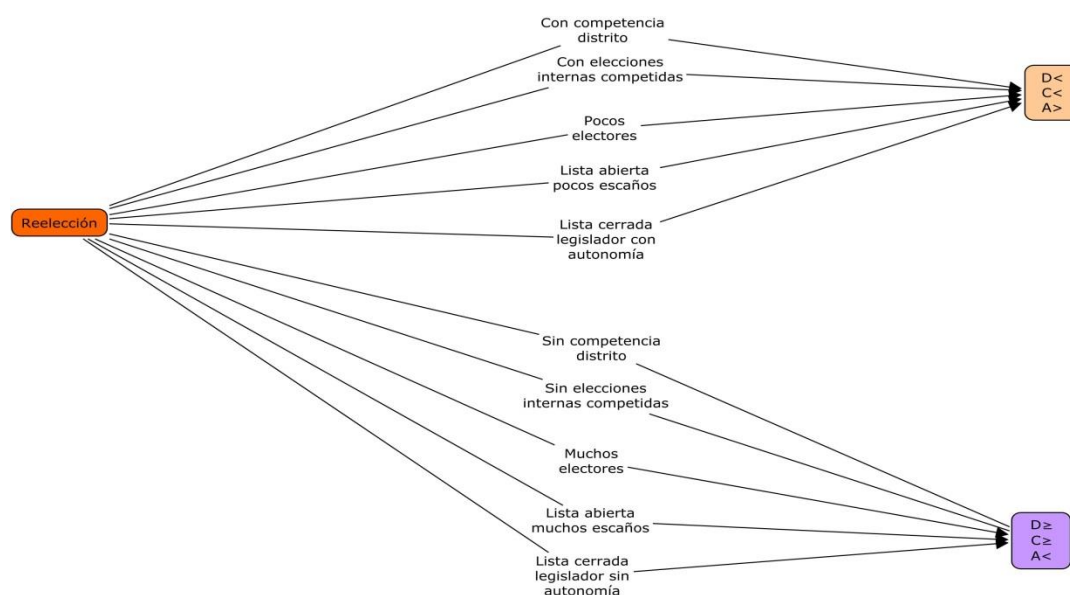 Con competencia
distrito
Con elecciones
internas competidas
D<
C<
A>
Pocos
electores
Lista abierta
pocos escaños
Reelección
Lista cerrada
legislador con
autonomía
Sin competencia
distrito
Sin elecciones
internas competidas
Muchos
electores
Lista abierta
muchos escaños
D≥
C≥
A<
Lista cerrada
legislador sin
autonomía